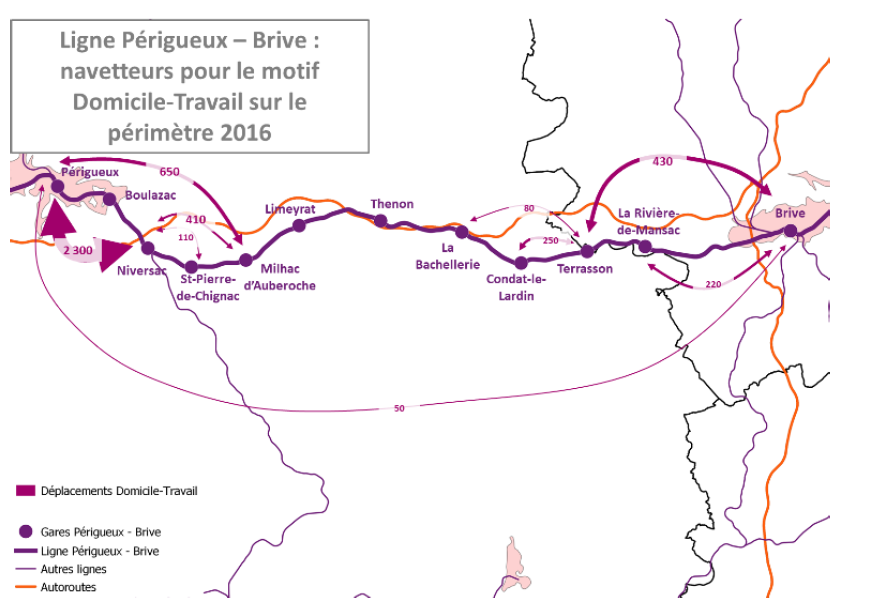 Ligne Périgueux – Brive :
navetteurs pour le motif
Domicile-Travail sur le
périmètre 2016
650
430
Périgueux
Boulazac
Limeyrat
Thenon
80
La Rivière-
de-Mansac
Brive
410
110
2 300
250
Niversac
St-Pierre-
de-Chignac
Milhac
d'Auberoche
La
Bachellerie
Condat-le-
Lardin
Terrasson
220
50
Déplacements Domicile-Travail
Gares Périgueux - Brive
Ligne Périgueux - Brive
Autres lignes
Autoroutes